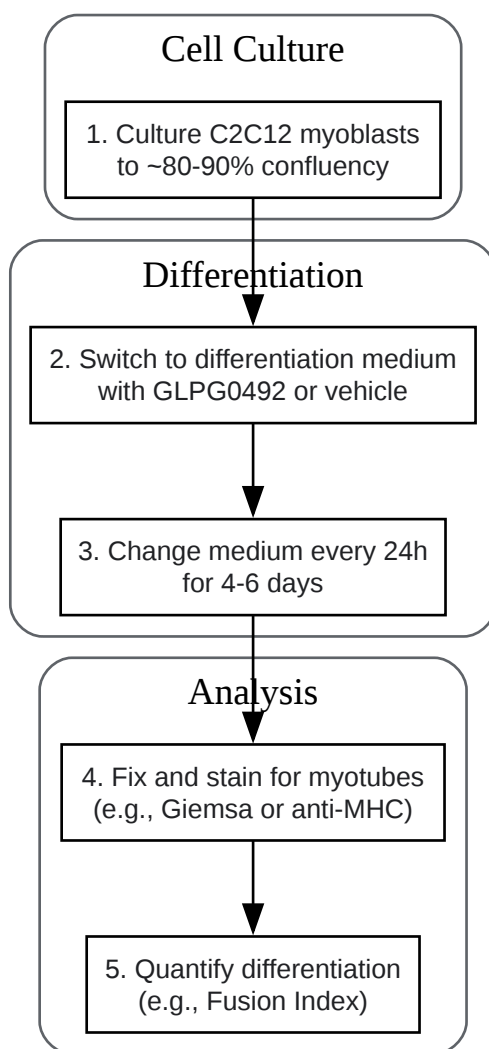 Cell Culture
1. Culture C2C12 myoblasts
to ~80-90% confluency
Differentiation
2. Switch to differentiation medium
with GLPG0492 or vehicle
3. Change medium every 24h
for 4-6 days
Analysis
4. Fix and stain for myotubes
(e.g., Giemsa or anti-MHC)
5. Quantify differentiation
(e.g., Fusion Index)